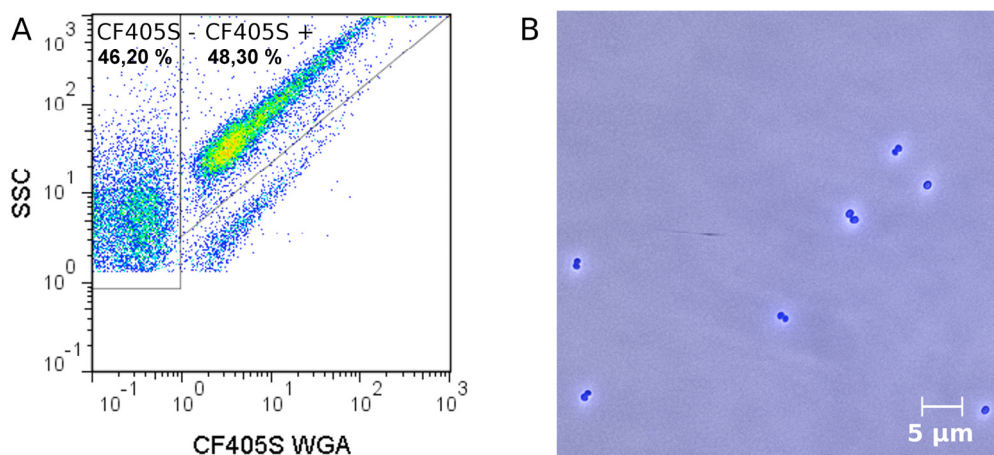 A
CF405S - CF405S +
46,20 % 48,30 %
10³
10²
10¹
10⁰
10⁻¹
SSC
10⁻¹ 10⁰ 10¹ 10² 10³
CF405S WGA
B
5 µm